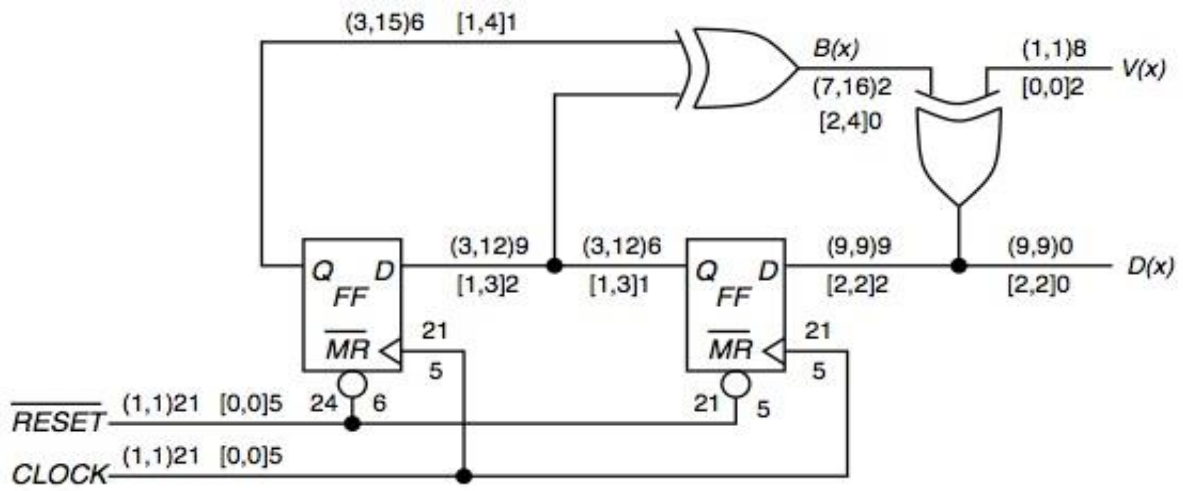 (3,15)6 [1,4]1
B(x)
(7,16)2
[2,4]0
(1,1)8
[0,0]2
V(x)
Q D
FF
MR
(3,12)9
[1,3]2
(3,12)6
[1,3]1
Q D
FF
MR
(9,9)9
[2,2]2
(9,9)0
[2,2]0
D(x)
21
5
21
5
RESET (1,1)21 [0,0]5
24 6
21 5
CLOCK (1,1)21 [0,0]5